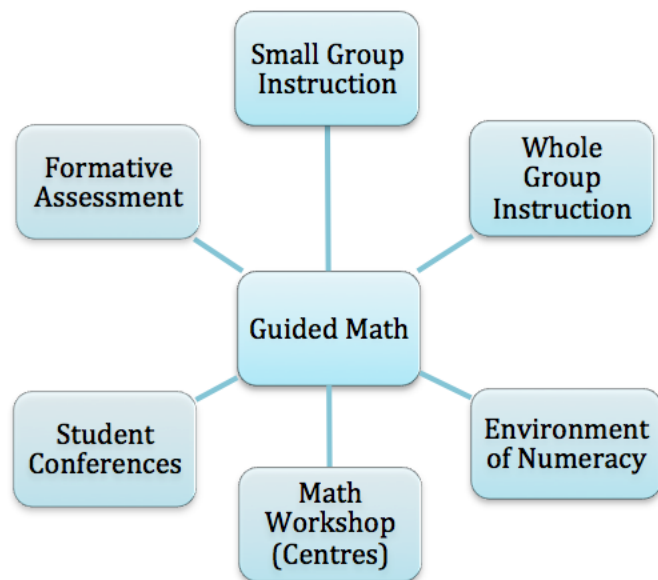 Small Group
Instruction
Formative
Assessment
Whole
Group
Instruction
Guided Math
Student
Conferences
Environment
of Numeracy
Math
Workshop
(Centres)